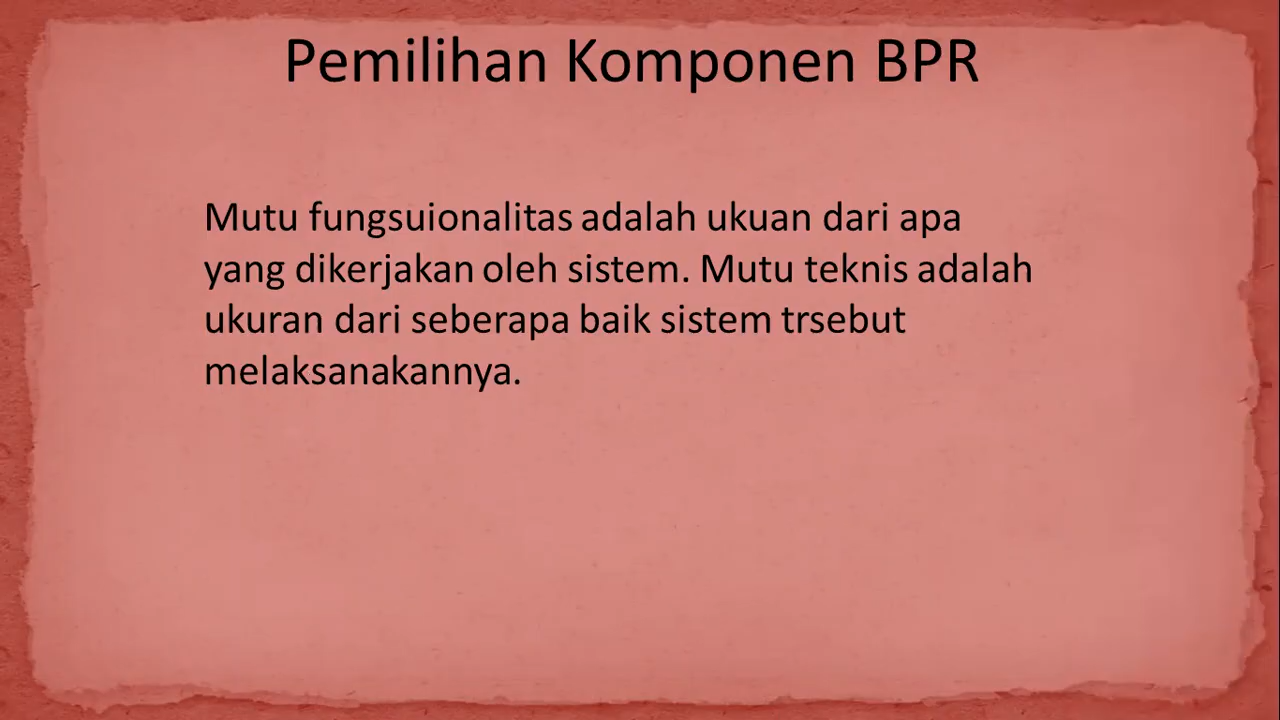 Pemilihan Komponen BPR
Mutu fungsuionalitas adalah ukuan dari apa
yang dikerjakan oleh sistem. Mutu teknis adalah
ukuran dari seberapa baik sistem trsebut
melaksanakannya.